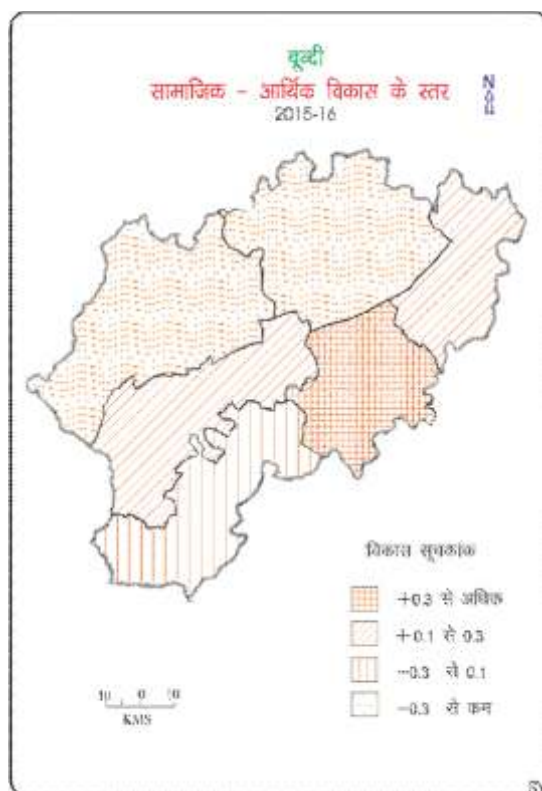 बून्दी
सामाजिक - आर्थिक विकास के स्तर
2015-16
N
विकास सूचकांक
+0.3 से अधिक
+0.1 से 0.3
-0.3 से 0.1
-0.3 से कम
10 0 10
KMS